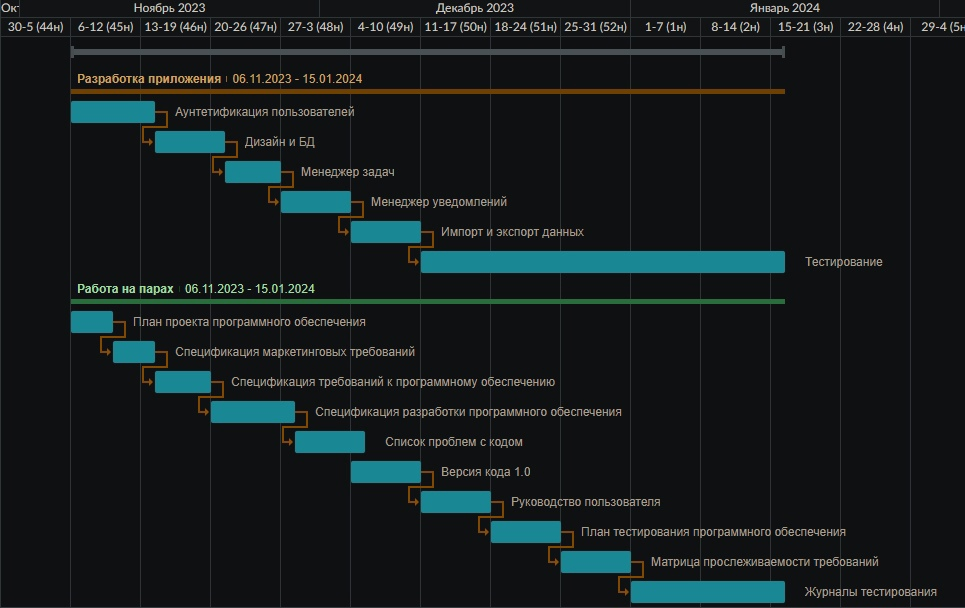 Ок
Ноябрь 2023
Декабрь 2023
Январь 2024
30-5 (44н)
6-12 (45н)
13-19 (46н)
20-26 (47н)
27-3 (48н)
4-10 (49н)
11-17 (50н)
18-24 (51н)
25-31 (52н)
1-7 (1н)
8-14 (2н)
15-21 (3н)
22-28 (4н)
29-4 (5н
Разработка приложения 06.11.2023 - 15.01.2024
Аунтетификация пользователей
Дизайн и БД
Менеджер задач
Менеджер уведомлений
Импорт и экспорт данных
Тестирование
Работа на парах 06.11.2023 - 15.01.2024
План проекта программного обеспечения
Спецификация маркетинговых требований
Спецификация требований к программному обеспечению
Спецификация разработки программного обеспечения
Список проблем с кодом
Версия кода 1.0
Руководство пользователя
План тестирования программного обеспечения
Матрица прослеживаемости требований
Журналы тестирования